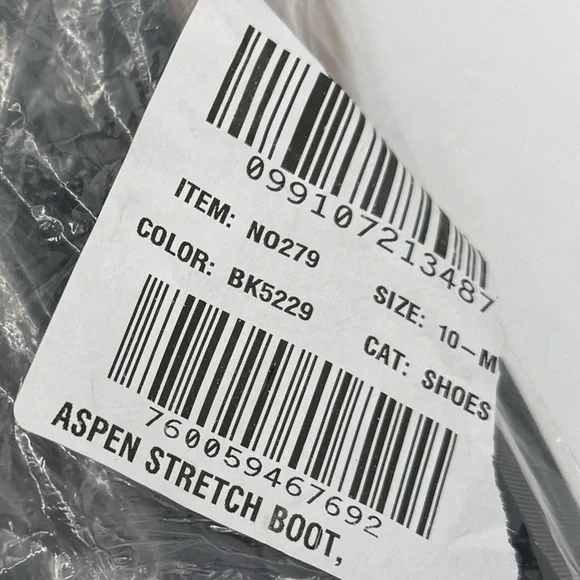 099107213487
ITEM: NO279 SIZE: 10-M
COLOR: BK5229 CAT: SHOES
760059467692
ASPEN STRETCH BOOT,